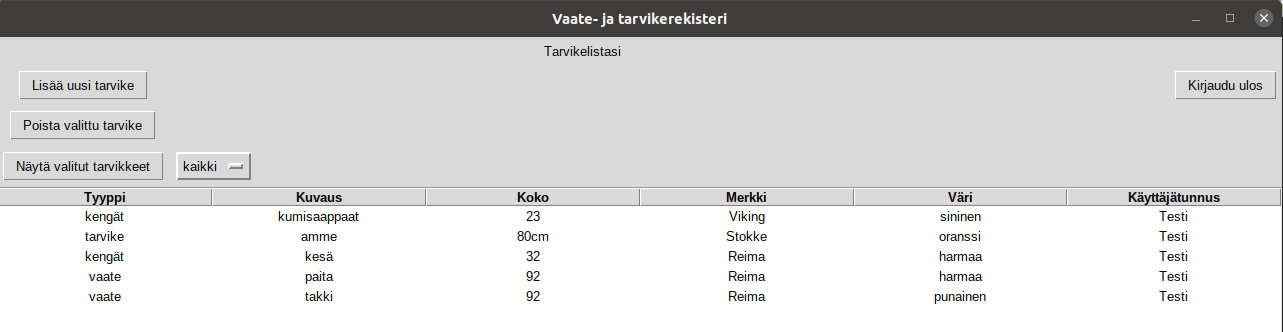 Vaate- ja tarvikerekisteri
Tarvikelistasi
Lisää uusi tarvike
Kirjaudu ulos
Poista valittu tarvike
Näytä valitut tarvikkeet kaikki
Tyyppi Kuvaus Koko Merkki Väri Käyttäjätunnus
kengät kumisaappaat 23 Viking sininen Testi
tarvike amme 80cm Stokke oranssi Testi
kengät kesä 32 Reima harmaa Testi
vaate paita 92 Reima harmaa Testi
vaate takki 92 Reima punainen Testi